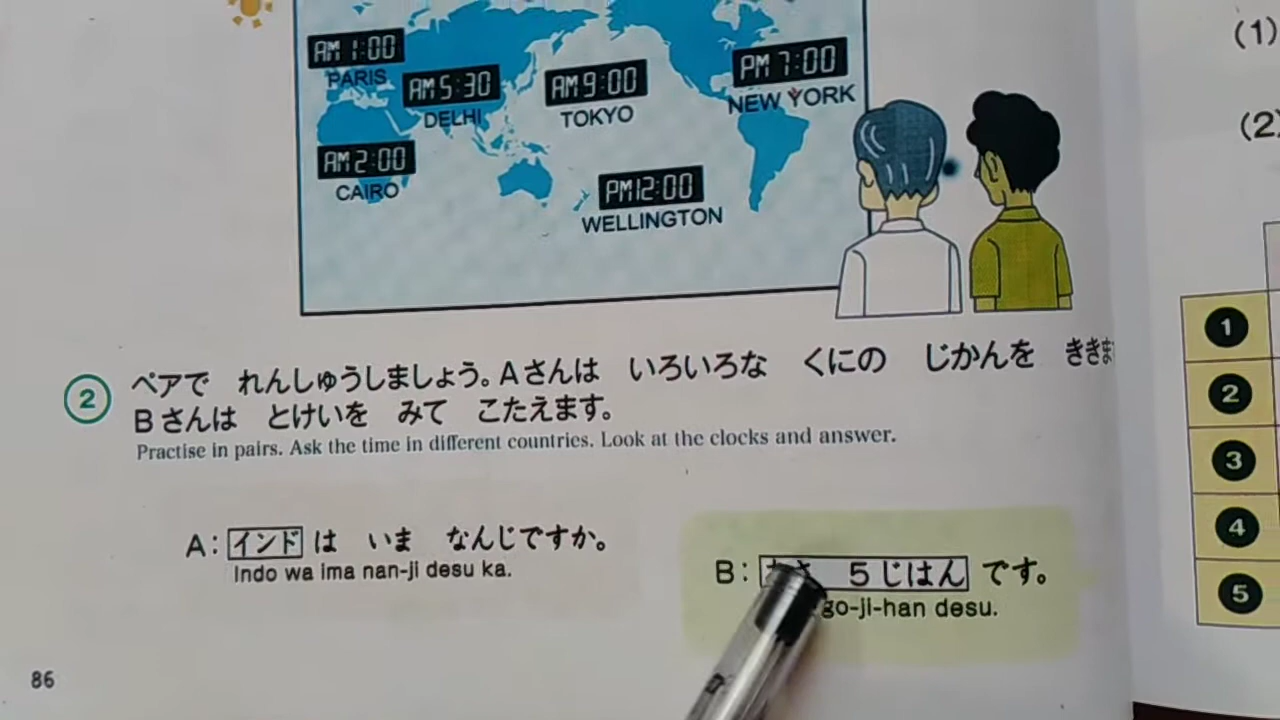 AM 1:00
PARIS
AM 5:30
DELHI
AM 9:00
TOKYO
PM 7:00
NEW YORK
AM 2:00
CAIRO
PM 12:00
WELLINGTON
2 ペアで れんしゅうしましょう。Aさんは いろいろな くにの じかんを ききま
Bさんは とけいを みて こたえます。
Practise in pairs. Ask the time in different countries. Look at the clocks and answer.
A: インド は いま なんじですか。
Indo wa ima nan-ji desu ka.
B: 5じはん です。
go-ji-han desu.
86
(1)
(2)
1
2
3
4
5